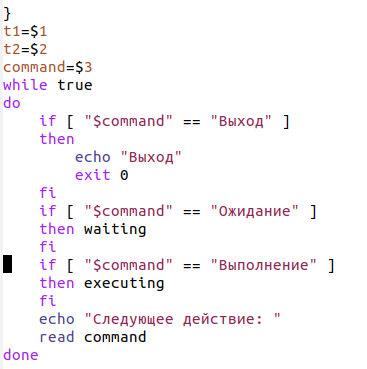 }
t1=$1
t2=$2
command=$3
while true
do
    if [ "$command" == "Выход" ]
    then
        echo "Выход"
        exit 0
    fi
    if [ "$command" == "Ожидание" ]
    then waiting
    fi
    if [ "$command" == "Выполнение" ]
    then executing
    fi
    echo "Следующее действие: "
    read command
done